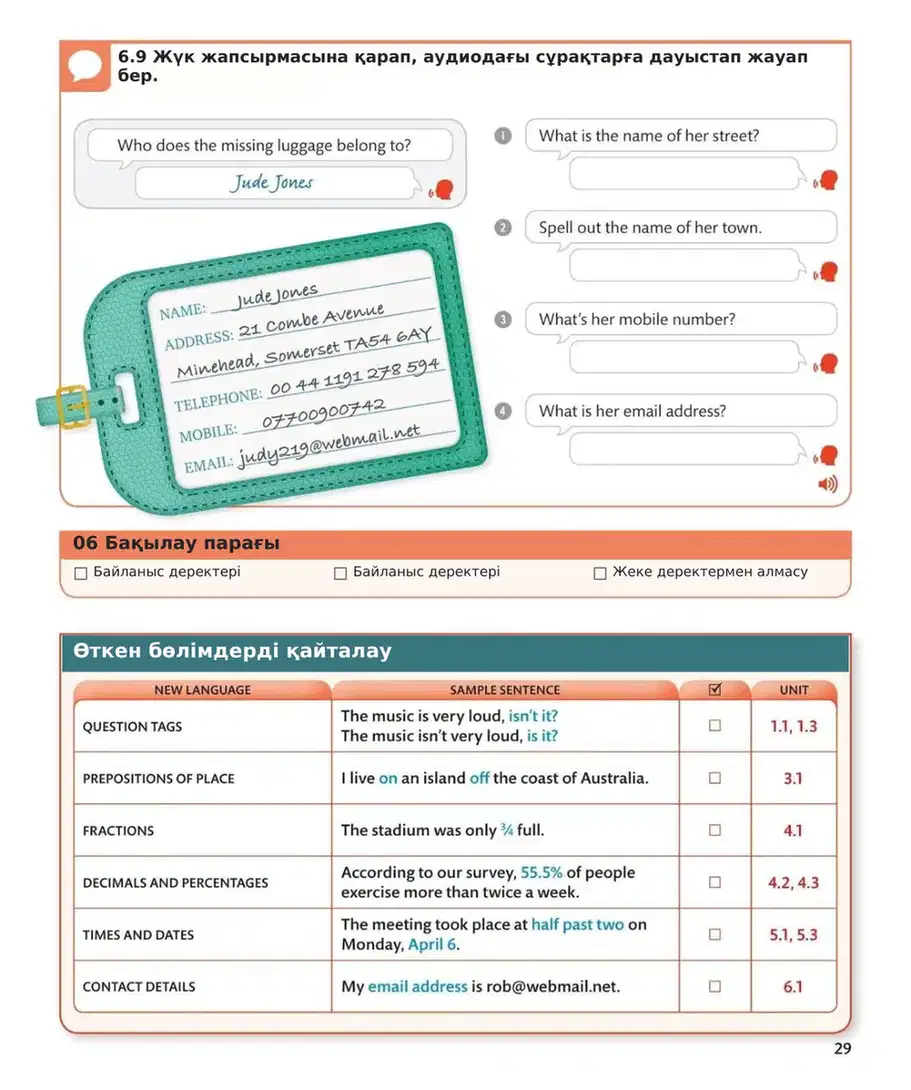 6.9 Жүк жапсырмасына қарап, аудиодағы сұрақтарға дауыстап жауап
бер.
Who does the missing luggage belong to?
Jude Jones
NAME: Jude Jones
ADDRESS: 21 Combe Avenue
Minehead, Somerset TA54 6AY
TELEPHONE: 00 44 1191 278 594
MOBILE: 07700900742
EMAIL: judy219@webmail.net
1 What is the name of her street?
2 Spell out the name of her town.
3 What's her mobile number?
4 What is her email address?
06 Бақылау парағы
Байланыс деректері
Байланыс деректері
Жеке деректермен алмасу
Өткен бөлімдерді қайталау
NEW LANGUAGE SAMPLE SENTENCE UNIT
QUESTION TAGS
The music is very loud, isn't it?
The music isn't very loud, is it?
1.1, 1.3
PREPOSITIONS OF PLACE I live on an island off the coast of Australia. 3.1
FRACTIONS The stadium was only ¾ full. 4.1
DECIMALS AND PERCENTAGES
According to our survey, 55.5% of people
exercise more than twice a week.
4.2, 4.3
TIMES AND DATES
The meeting took place at half past two on
Monday, April 6.
5.1, 5.3
CONTACT DETAILS My email address is rob@webmail.net. 6.1
29